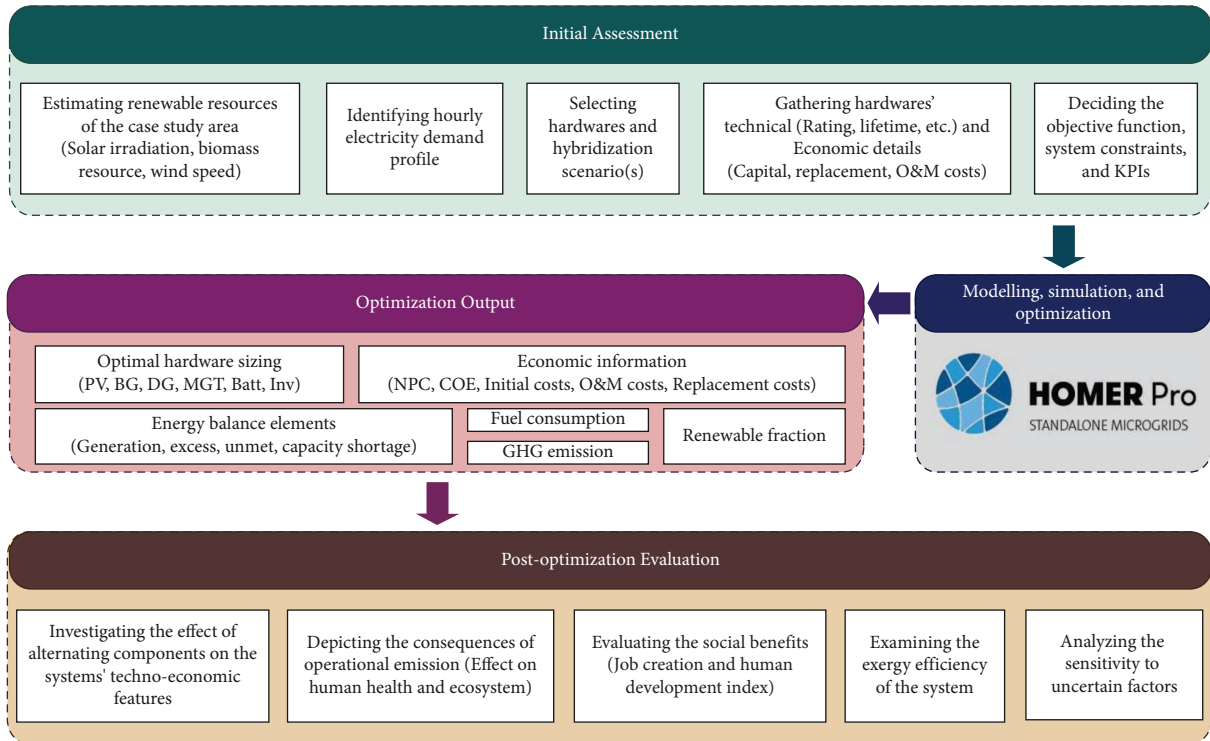 Initial Assessment
Estimating renewable resources
of the case study area
(Solar irradiation, biomass
resource, wind speed)
Identifying hourly
electricity demand
profile
Selecting
hardwares and
hybridization
scenario(s)
Gathering hardwares'
technical (Rating, lifetime, etc.) and
Economic details
(Capital, replacement, O&M costs)
Deciding the
objective function,
system constraints,
and KPIs
Modelling, simulation, and
optimization
HOMER Pro
STANDALONE MICROGRIDS
Optimization Output
Optimal hardware sizing
(PV, BG, DG, MGT, Batt, Inv)
Economic information
(NPC, COE, Initial costs, O&M costs, Replacement costs)
Energy balance elements
(Generation, excess, unmet, capacity shortage)
Fuel consumption
GHG emission
Renewable fraction
Post-optimization Evaluation
Investigating the effect of
alternating components on the
systems' techno-economic
features
Depicting the consequences of
operational emission (Effect on
human health and ecosystem)
Evaluating the social benefits
(Job creation and human
development index)
Examining the
exergy efficiency
of the system
Analyzing the
sensitivity to
uncertain factors